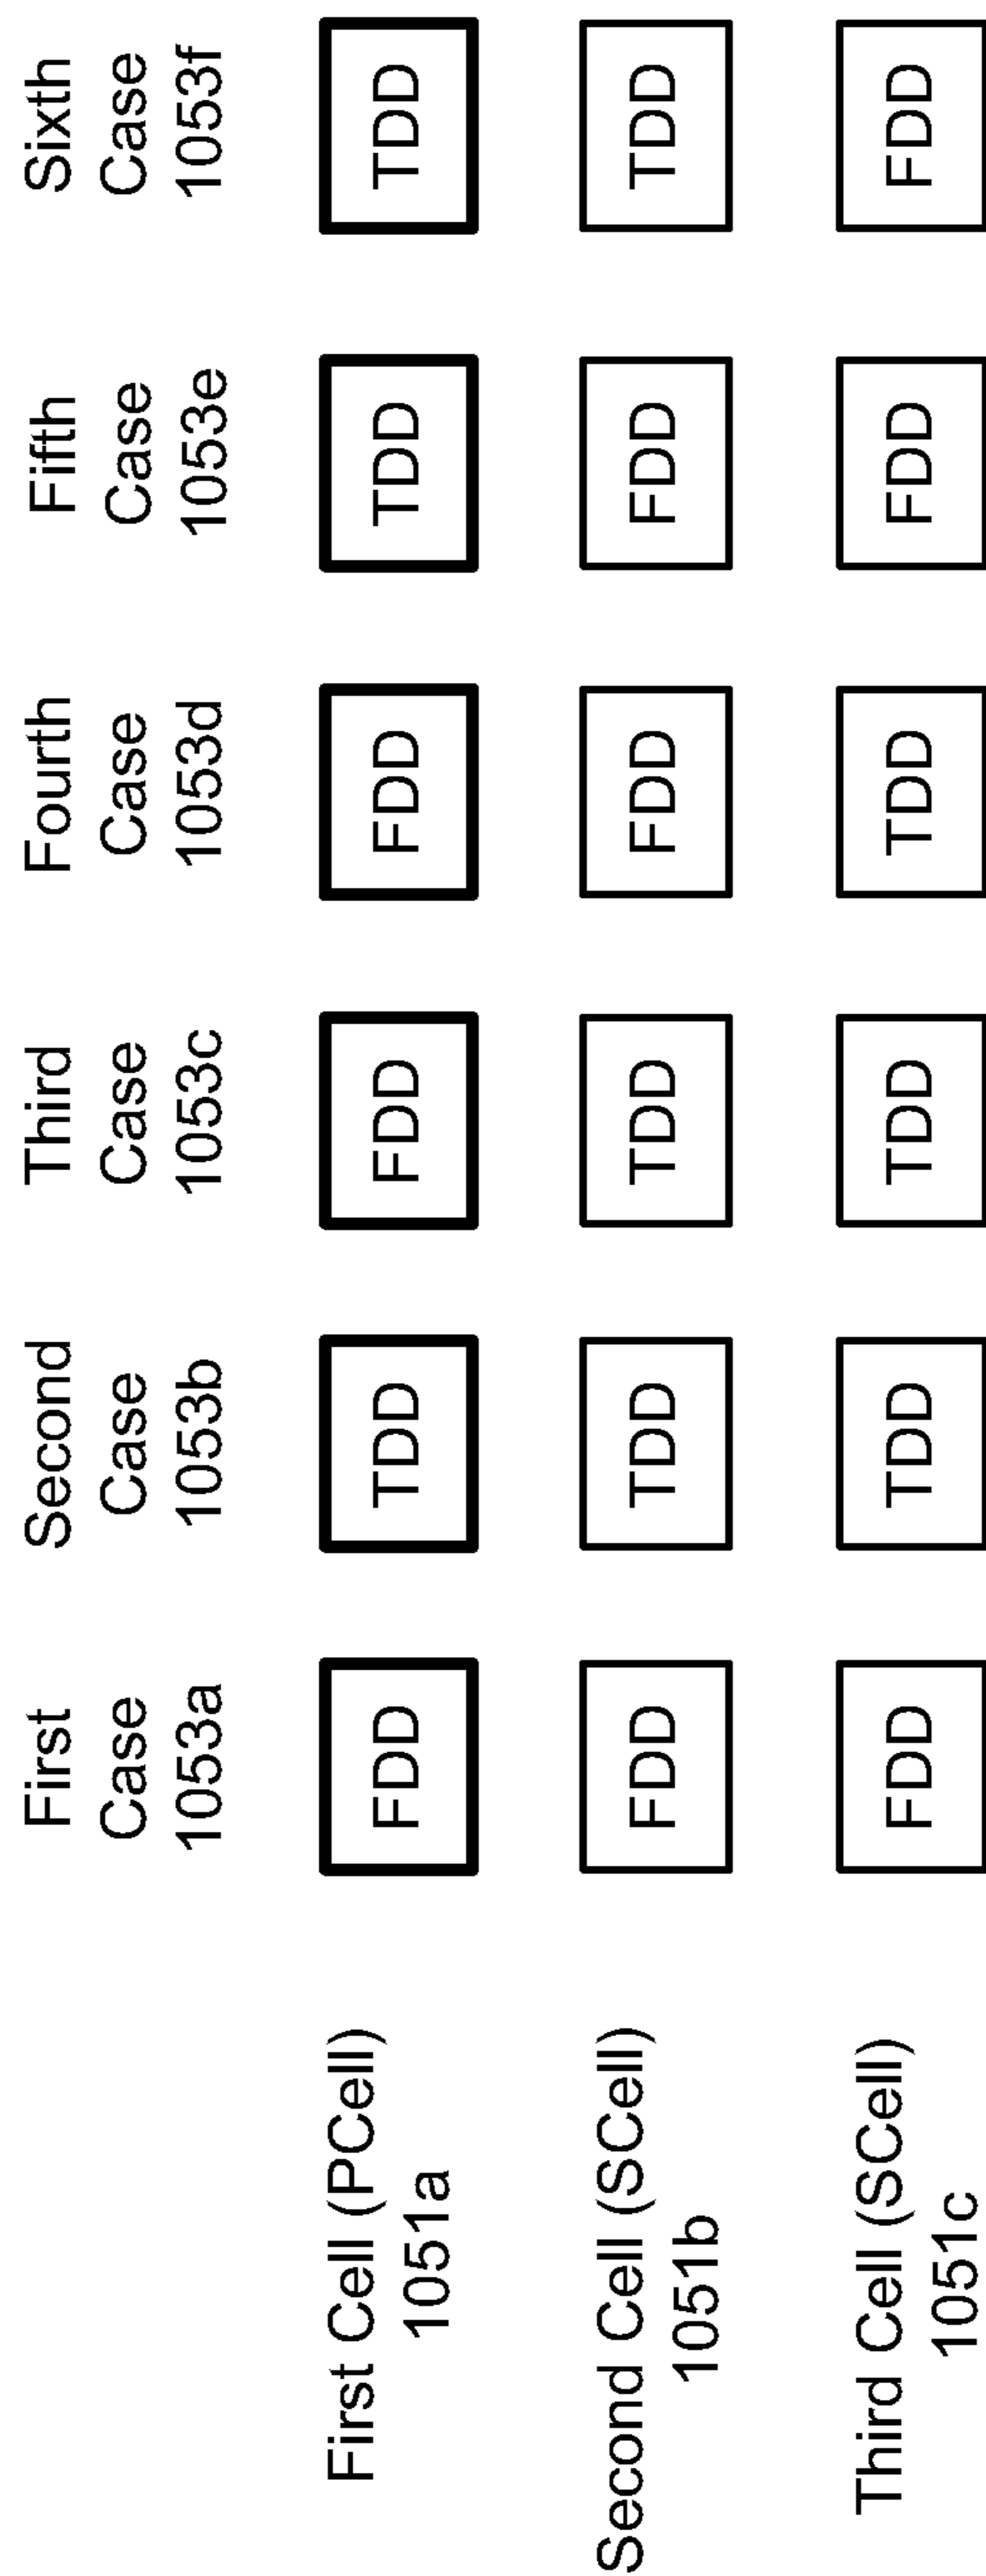 First
Case
1053a
Second
Case
1053b
Third
Case
1053c
Fourth
Case
1053d
Fifth
Case
1053e
Sixth
Case
1053f
First Cell (PCell)
1051a
FDD
TDD
FDD
FDD
TDD
TDD
Second Cell (SCell)
1051b
FDD
TDD
TDD
FDD
FDD
TDD
Third Cell (SCell)
1051c
FDD
TDD
TDD
TDD
FDD
FDD